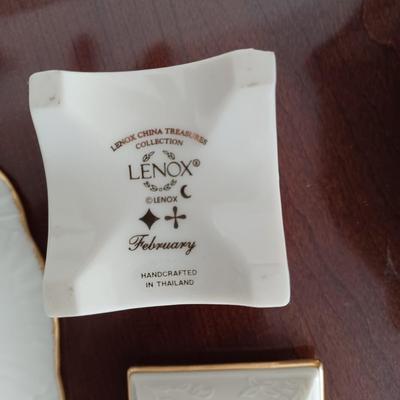 LENOX CHINA TREASURES
COLLECTION
LENOX®
© LENOX
February
HANDCRAFTED
IN THAILAND